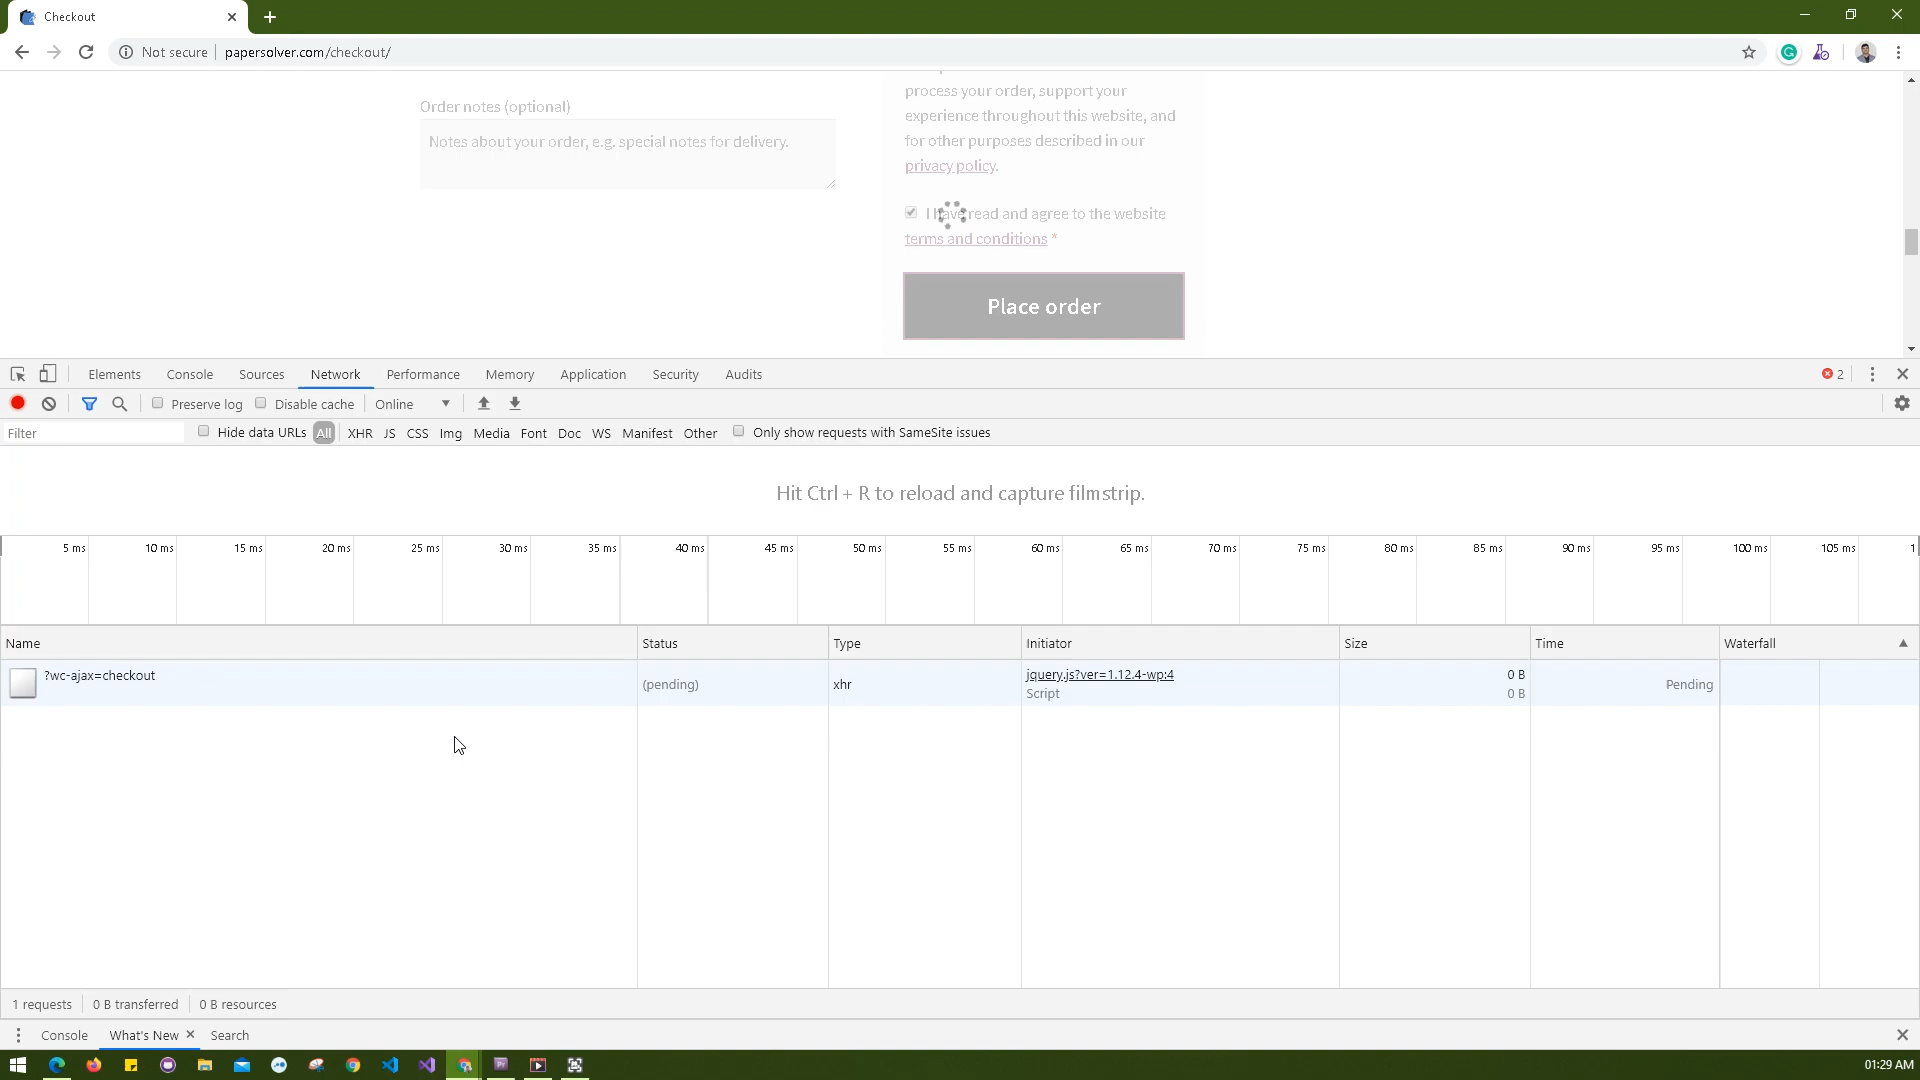 Checkout
Not secure
papersolver.com/checkout/
Order notes (optional)
Notes about your order, e.g. special notes for delivery.
process your order, support your
experience throughout this website, and
for other purposes described in our
privacy policy.
I have read and agree to the website
terms and conditions *
Place order
Elements Console Sources Network Performance Memory Application Security Audits
2
Preserve log Disable cache Online
Filter
Hide data URLs All XHR JS CSS Img Media Font Doc WS Manifest Other Only show requests with SameSite issues
Hit Ctrl + R to reload and capture filmstrip.
5 ms 10 ms 15 ms 20 ms 25 ms 30 ms 35 ms 40 ms 45 ms 50 ms 55 ms 60 ms 65 ms 70 ms 75 ms 80 ms 85 ms 90 ms 95 ms 100 ms 105 ms 1
Name Status Type Initiator Size Time Waterfall
?wc-ajax=checkout (pending) xhr jquery.js?ver=1.12.4-wp:4 0 B Pending
Script 0 B
1 requests 0 B transferred 0 B resources
Console What's New Search
Pr
01:29 AM